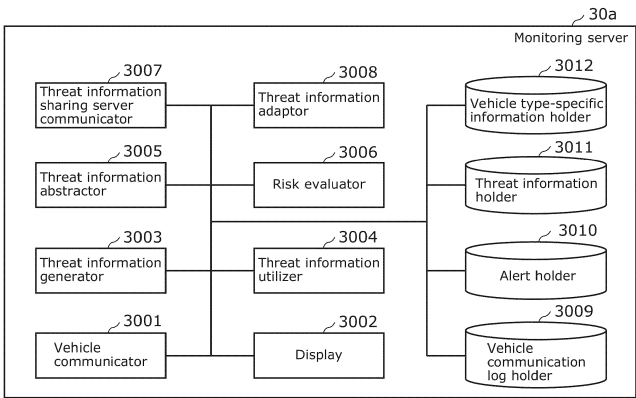 30a
Monitoring server
3007
Threat information
sharing server
communicator
3008
Threat information
adaptor
3012
Vehicle type-specific
information holder
3005
Threat information
abstractor
3006
Risk evaluator
3011
Threat information
holder
3003
Threat information
generator
3004
Threat information
utilizer
3010
Alert holder
3001
Vehicle
communicator
3002
Display
3009
Vehicle
communication
log holder